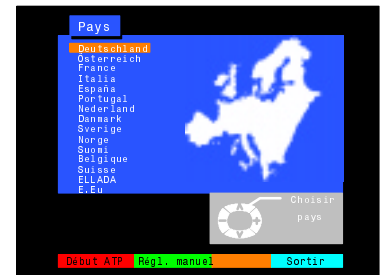 Pays
Deutschland
Österreich
France
Italia
España
Portugal
Nederland
Danmark
Sverige
Norge
Suomi
Belgique
Suisse
ELLADA
E.Eu
Choisir
pays
Début ATP Régl. manuel Sortir